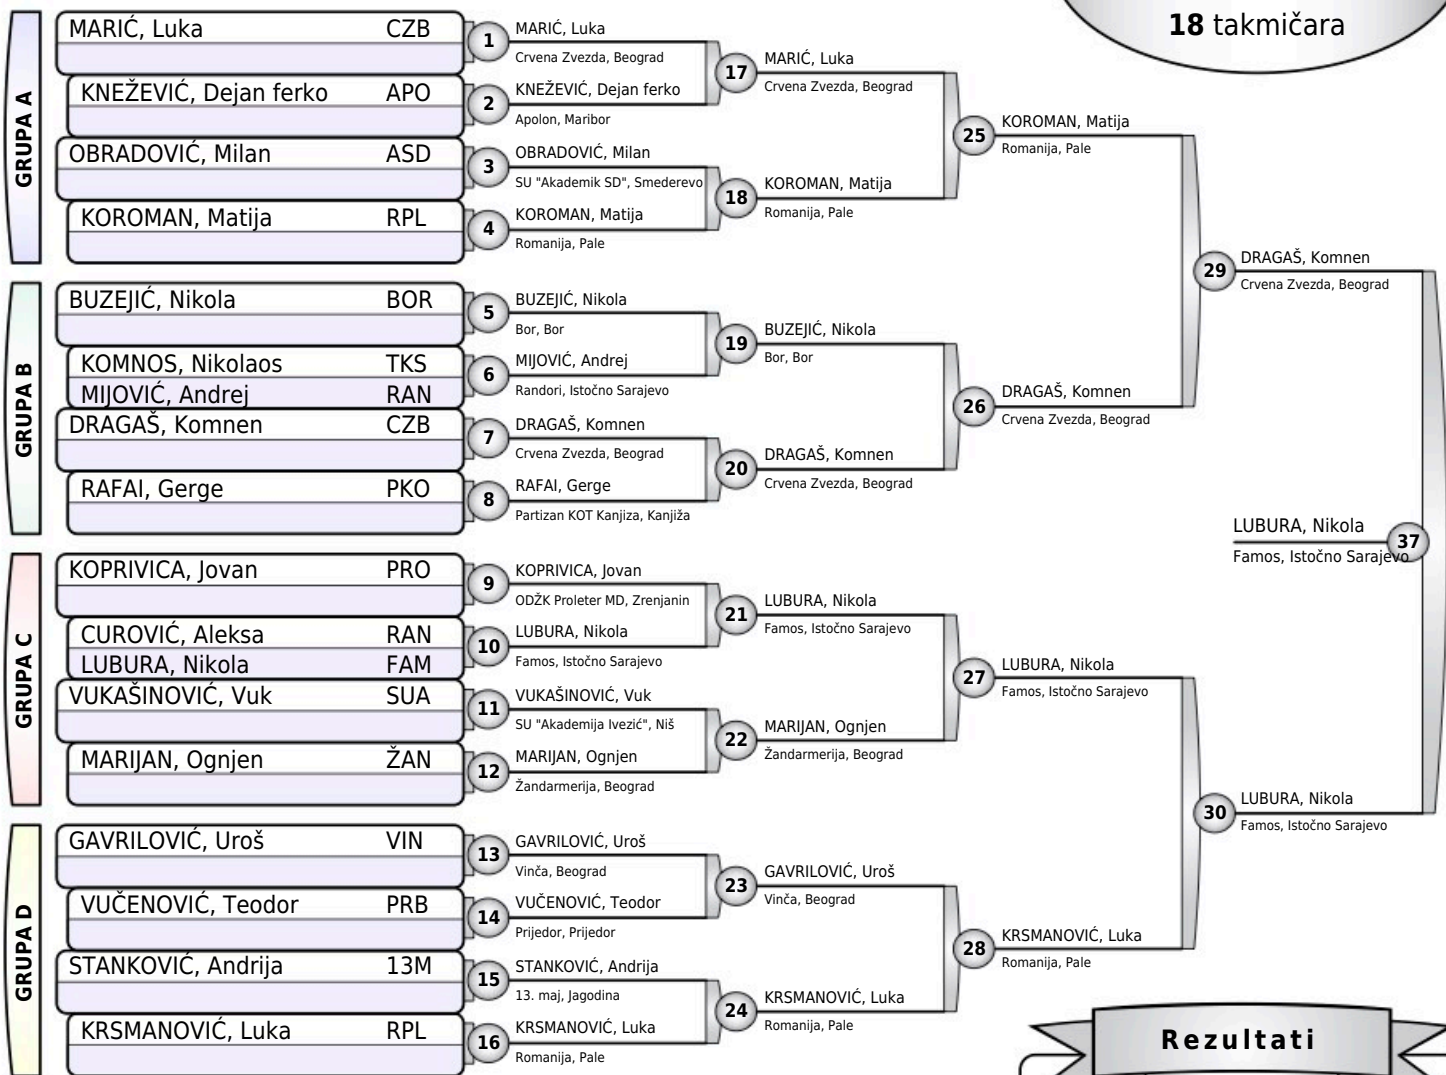 18 takmičara
GRUPA A
MARIĆ, Luka CZB
KNEŽEVIĆ, Dejan ferko APO
OBRADOVIĆ, Milan ASD
KOROMAN, Matija RPL
1 MARIĆ, Luka
Crvena Zvezda, Beograd
2 KNEŽEVIĆ, Dejan ferko
Apolon, Maribor
3 OBRADOVIĆ, Milan
SU "Akademik SD", Smederevo
4 KOROMAN, Matija
Romanija, Pale
17 MARIĆ, Luka
Crvena Zvezda, Beograd
18 KOROMAN, Matija
Romanija, Pale
25 KOROMAN, Matija
Romanija, Pale
GRUPA B
BUZEJIĆ, Nikola BOR
KOMNOS, Nikolaos TKS
MIJOVIĆ, Andrej RAN
DRAGAŠ, Komnen CZB
RAFAI, Gerge PKO
5 BUZEJIĆ, Nikola
Bor, Bor
6 MIJOVIĆ, Andrej
Randori, Istočno Sarajevo
7 DRAGAŠ, Komnen
Crvena Zvezda, Beograd
8 RAFAI, Gerge
Partizan KOT Kanjiza, Kanjiža
19 BUZEJIĆ, Nikola
Bor, Bor
20 DRAGAŠ, Komnen
Crvena Zvezda, Beograd
26 DRAGAŠ, Komnen
Crvena Zvezda, Beograd
29 DRAGAŠ, Komnen
Crvena Zvezda, Beograd
GRUPA C
KOPRIVICA, Jovan PRO
CUROVIĆ, Aleksa RAN
LUBURA, Nikola FAM
VUKAŠINOVIĆ, Vuk SUA
MARIJAN, Ognjen ŽAN
9 KOPRIVICA, Jovan
ODŽK Proleter MD, Zrenjanin
10 LUBURA, Nikola
Famos, Istočno Sarajevo
11 VUKAŠINOVIĆ, Vuk
SU "Akademija Ivezić", Niš
12 MARIJAN, Ognjen
Žandarmerija, Beograd
21 LUBURA, Nikola
Famos, Istočno Sarajevo
22 MARIJAN, Ognjen
Žandarmerija, Beograd
27 LUBURA, Nikola
Famos, Istočno Sarajevo
GRUPA D
GAVRILOVIĆ, Uroš VIN
VUČENOVIĆ, Teodor PRB
STANKOVIĆ, Andrija 13M
KRSMANOVIĆ, Luka RPL
13 GAVRILOVIĆ, Uroš
Vinča, Beograd
14 VUČENOVIĆ, Teodor
Prijedor, Prijedor
15 STANKOVIĆ, Andrija
13. maj, Jagodina
16 KRSMANOVIĆ, Luka
Romanija, Pale
23 GAVRILOVIĆ, Uroš
Vinča, Beograd
24 KRSMANOVIĆ, Luka
Romanija, Pale
28 KRSMANOVIĆ, Luka
Romanija, Pale
30 LUBURA, Nikola
Famos, Istočno Sarajevo
LUBURA, Nikola 37
Famos, Istočno Sarajevo
Rezultati